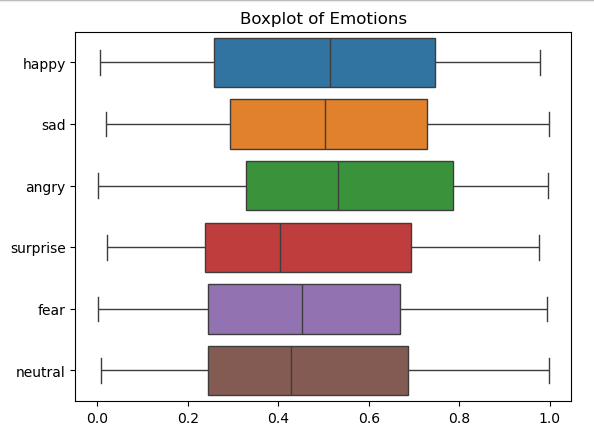 Boxplot of Emotions
happy
sad
angry
surprise
fear
neutral
0.0 0.2 0.4 0.6 0.8 1.0